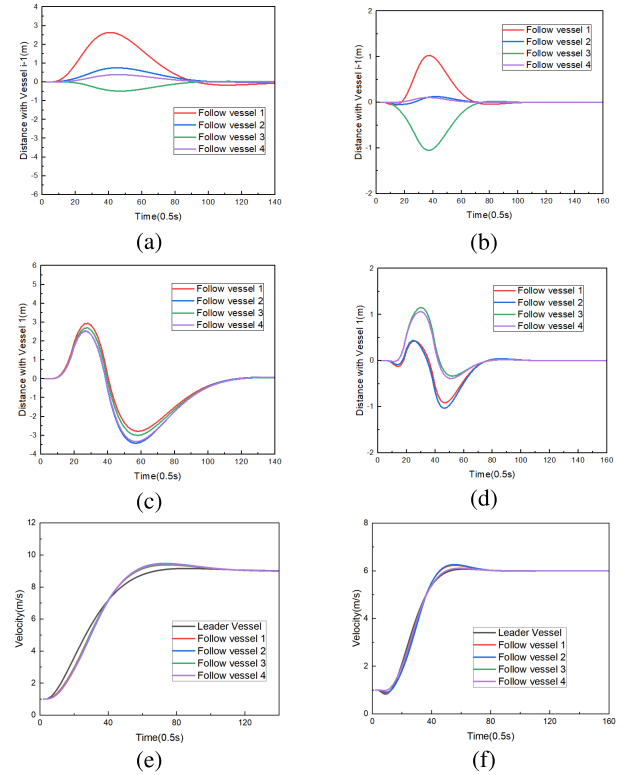 Distance with Vessel i-1(m)
4
3
2
1
0
-1
-2
-3
-4
-5
-6
Follow vessel 1
Follow vessel 2
Follow vessel 3
Follow vessel 4
0 20 40 60 80 100 120 140
Time(0.5s)
(a)
Distance with Vessel i-1(m)
2
1
0
-1
-2
Follow vessel 1
Follow vessel 2
Follow vessel 3
Follow vessel 4
0 20 40 60 80 100 120 140 160
Time(0.5s)
(b)
Distance with Vessel 1(m)
6
5
4
3
2
1
0
-1
-2
-3
-4
Follow vessel 1
Follow vessel 2
Follow vessel 3
Follow vessel 4
0 20 40 60 80 100 120 140
Time(0.5s)
(c)
Distance with Vessel 1(m)
2
1
0
-1
-2
Follow vessel 1
Follow vessel 2
Follow vessel 3
Follow vessel 4
0 20 40 60 80 100 120 140 160
Time(0.5s)
(d)
Velocity(m/s)
12
10
8
6
4
2
0
Leader Vessel
Follow vessel 1
Follow vessel 2
Follow vessel 3
Follow vessel 4
0 40 80 120
Time(0.5s)
(e)
Velocity(m/s)
8
6
4
2
0
Leader Vessel
Follow vessel 1
Follow vessel 2
Follow vessel 3
Follow vessel 4
0 40 80 120 160
Time(0.5s)
(f)